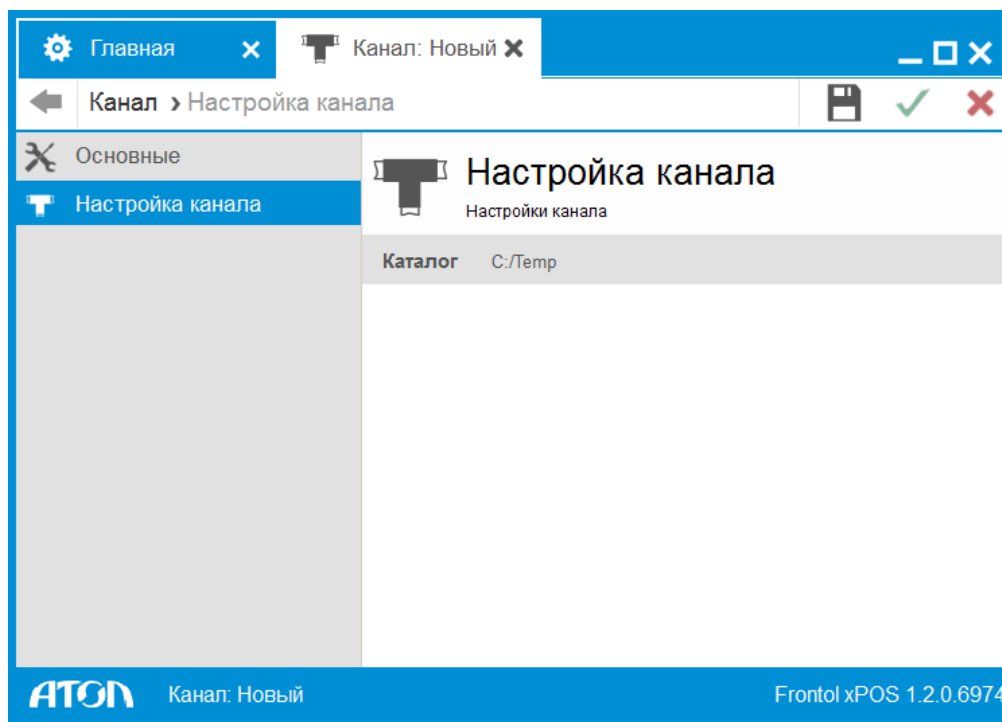 Главная
Канал: Новый
Канал › Настройка канала
Основные
Настройка канала
Настройка канала
Настройки канала
Каталог C:/Temp
АТОЛ Канал: Новый Frontol xPOS 1.2.0.6974